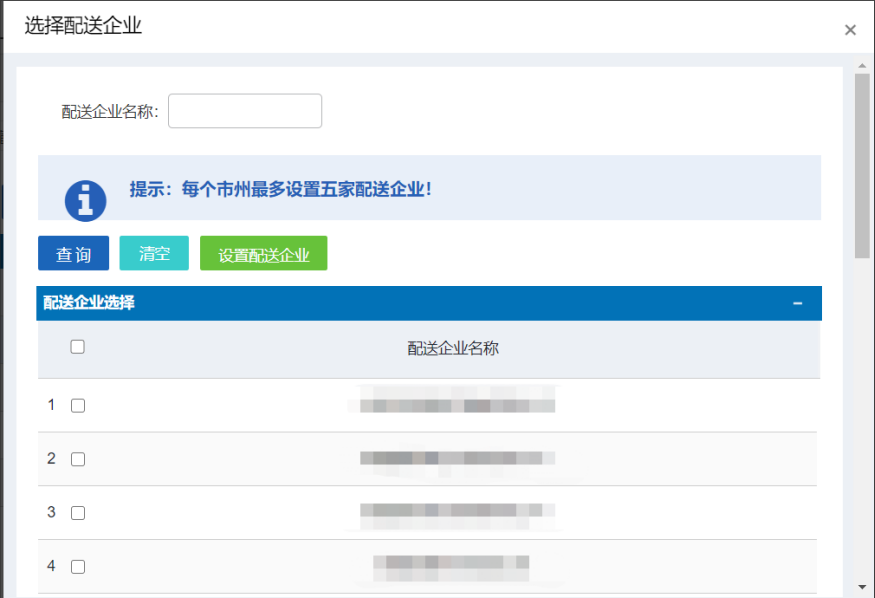 选择配送企业
×
配送企业名称：
提示：每个市州最多设置五家配送企业！
查询 清空 设置配送企业
配送企业选择 −
配送企业名称
1
2
3
4